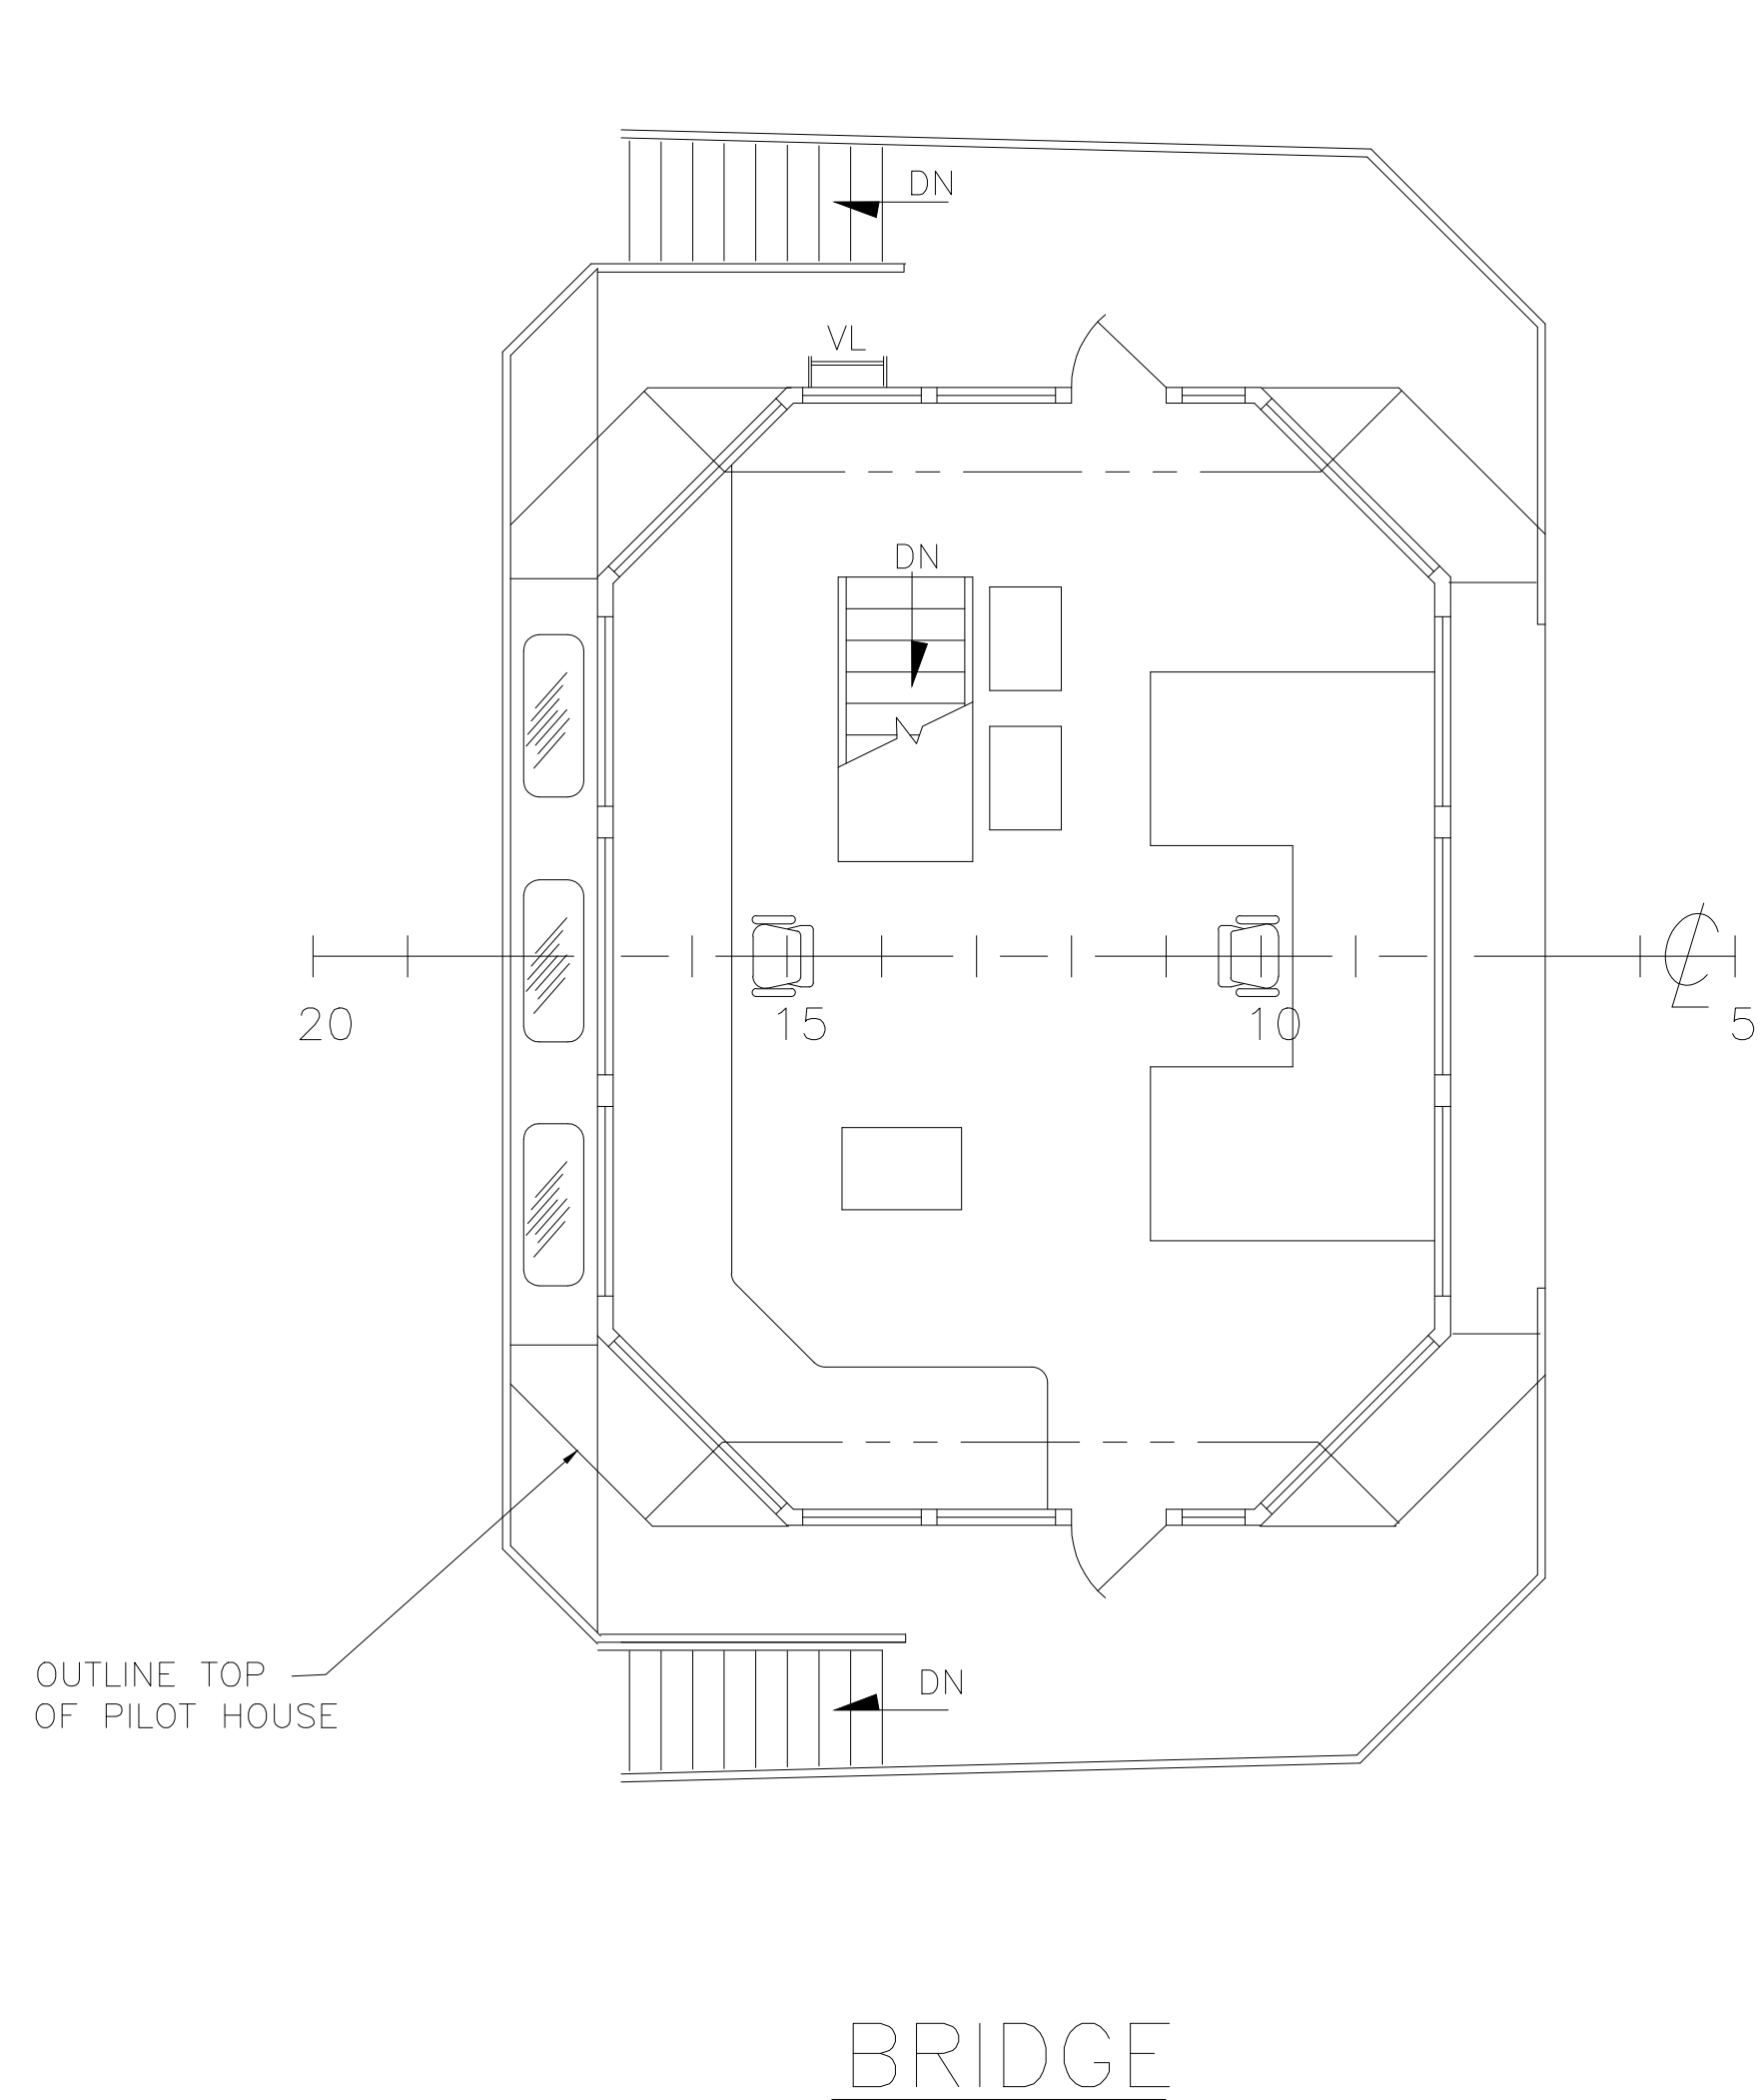 DN
VL
DN
20
15
10
5
℄
OUTLINE TOP
OF PILOT HOUSE
DN
BRIDGE